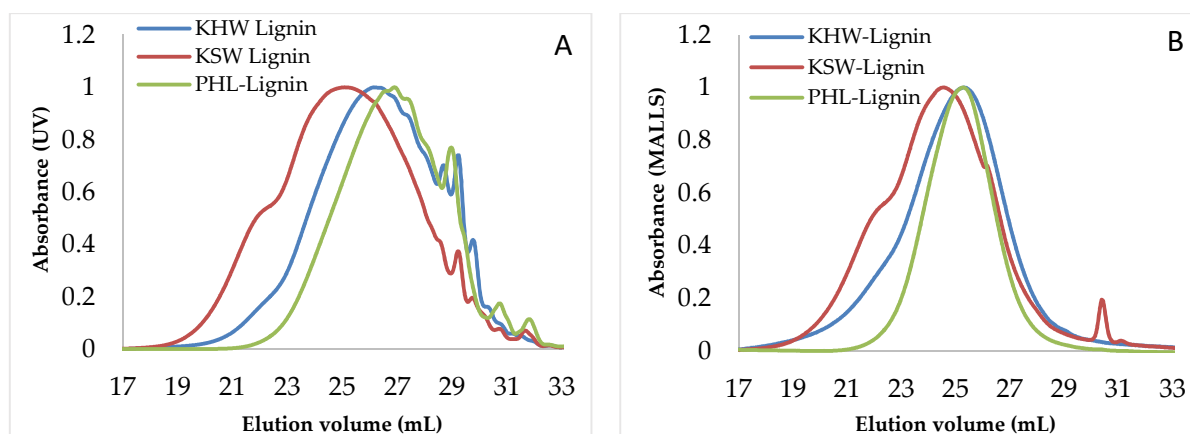 A
KHW Lignin
KSW Lignin
PHL-Lignin
Absorbance (UV)
1.2
1
0.8
0.6
0.4
0.2
0
17 19 21 23 25 27 29 31 33
Elution volume (mL)
B
KHW-Lignin
KSW-Lignin
PHL-Lignin
Absorbance (MALLS)
1.2
1
0.8
0.6
0.4
0.2
0
17 19 21 23 25 27 29 31 33
Elution volume (mL)